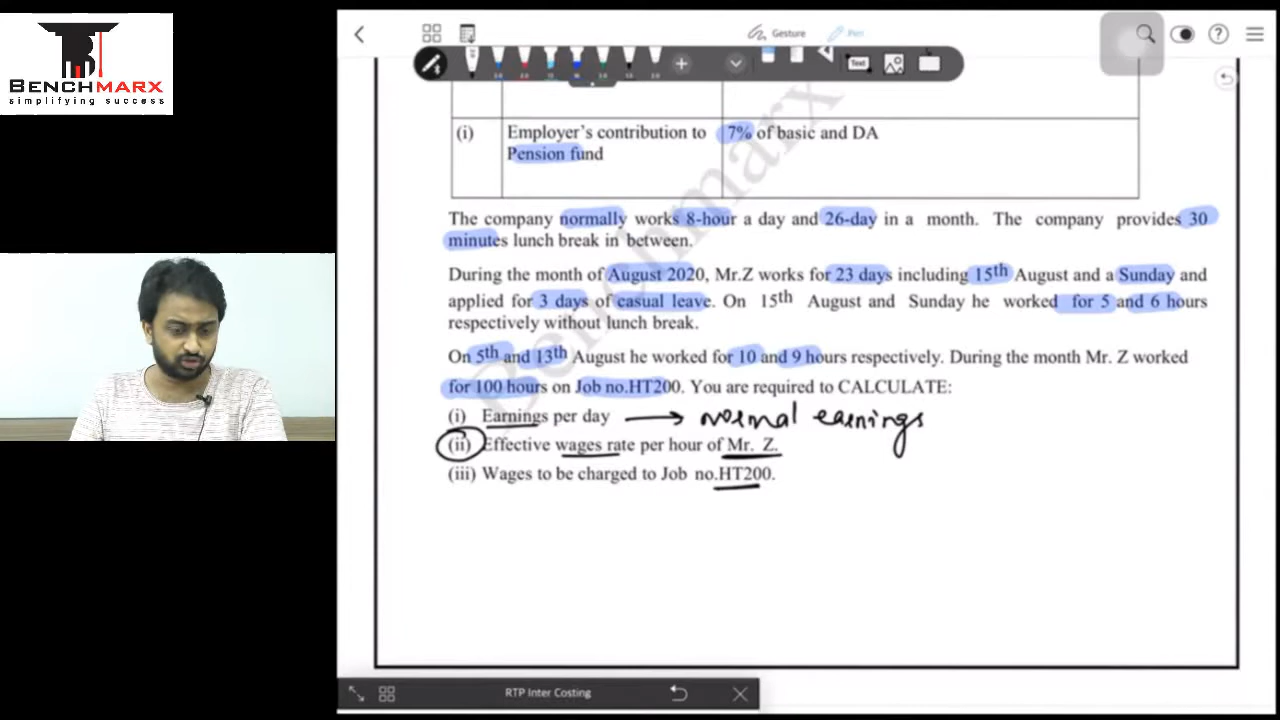 BENCHMARX
simplifying success
Gesture
Pen
Text
(i) Employer's contribution to Pension fund 7% of basic and DA
The company normally works 8-hour a day and 26-day in a month. The company provides 30
minutes lunch break in between.
During the month of August 2020, Mr.Z works for 23 days including 15th August and a Sunday and
applied for 3 days of casual leave. On 15th August and Sunday he worked for 5 and 6 hours
respectively without lunch break.
On 5th and 13th August he worked for 10 and 9 hours respectively. During the month Mr. Z worked
for 100 hours on Job no.HT200. You are required to CALCULATE:
(i) Earnings per day → normal earnings
(ii) Effective wages rate per hour of Mr. Z.
(iii) Wages to be charged to Job no.HT200.
Benchmarx
RTP Inter Costing